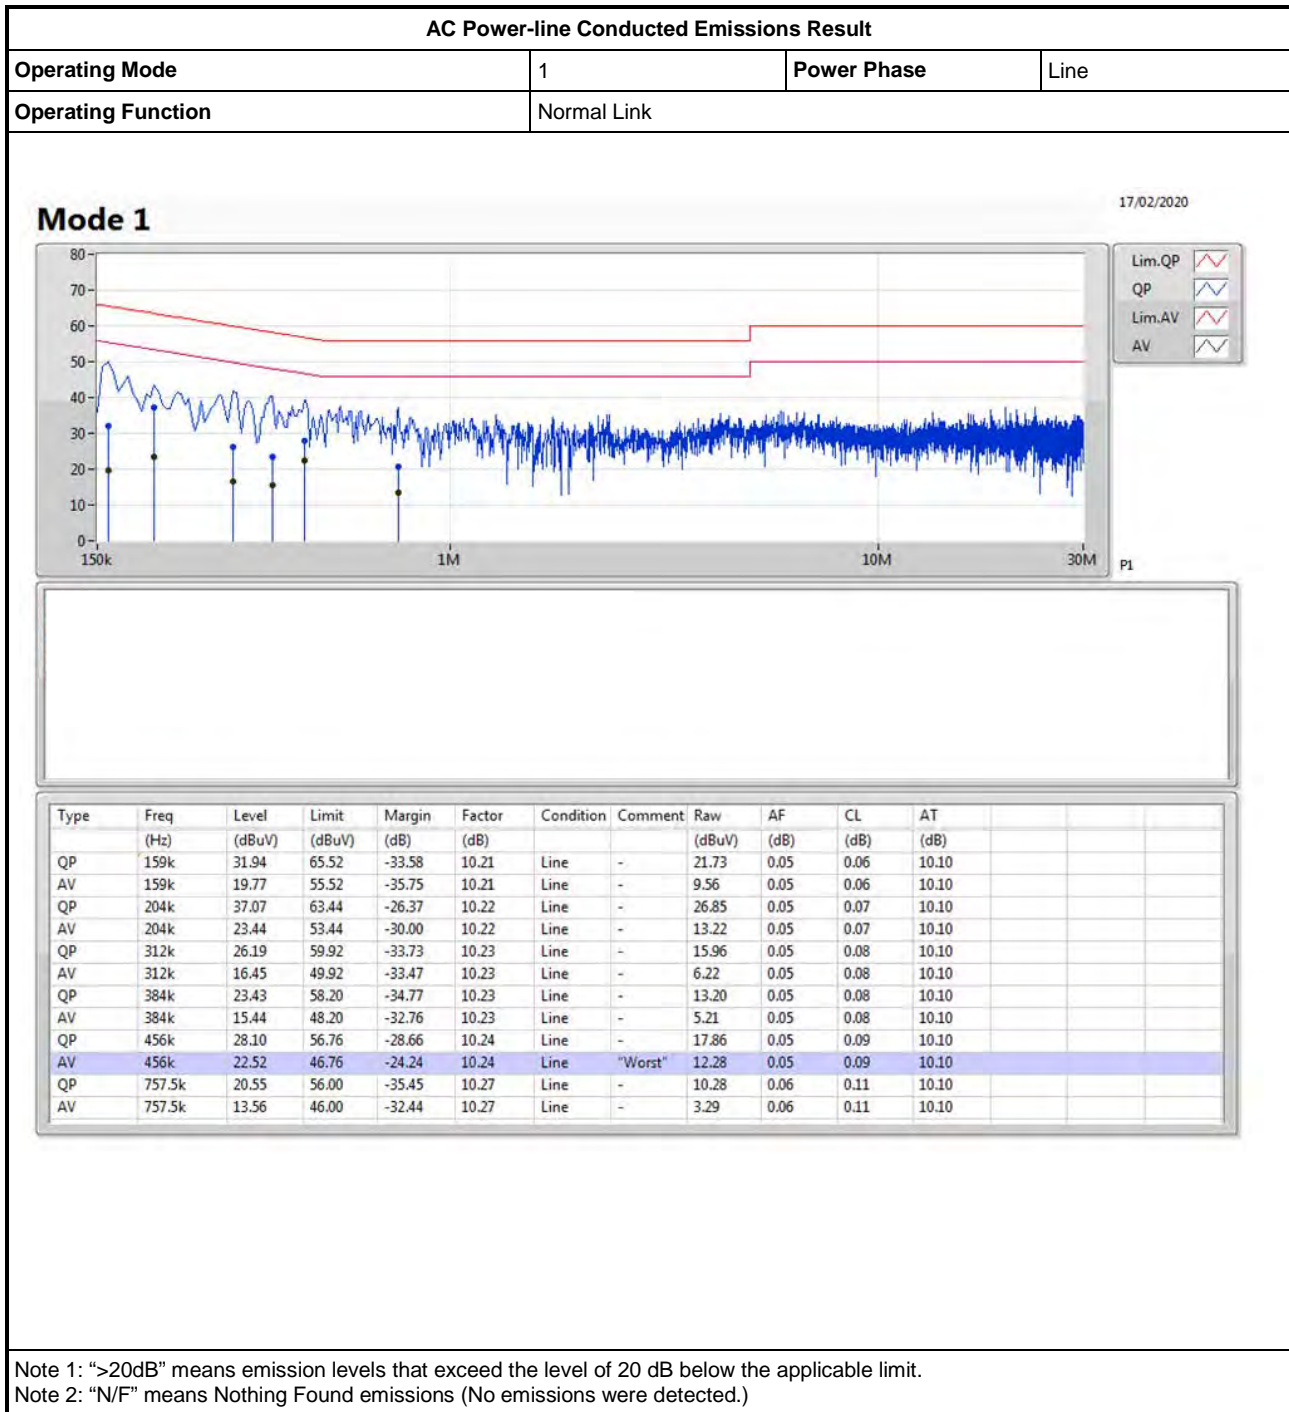 AC Power-line Conducted Emissions Result
Operating Mode 1 Power Phase Line
Operating Function Normal Link
17/02/2020
Mode 1
80
70
60
50
40
30
20
10
0
150k 1M 10M 30M
Lim.QP
QP
Lim.AV
AV
P1
Type Freq Level Limit Margin Factor Condition Comment Raw AF CL AT
(Hz) (dBuV) (dBuV) (dB) (dB) (dBuV) (dB) (dB) (dB)
QP 159k 31.94 65.52 -33.58 10.21 Line - 21.73 0.05 0.06 10.10
AV 159k 19.77 55.52 -35.75 10.21 Line - 9.56 0.05 0.06 10.10
QP 204k 37.07 63.44 -26.37 10.22 Line - 26.85 0.05 0.07 10.10
AV 204k 23.44 53.44 -30.00 10.22 Line - 13.22 0.05 0.07 10.10
QP 312k 26.19 59.92 -33.73 10.23 Line - 15.96 0.05 0.08 10.10
AV 312k 16.45 49.92 -33.47 10.23 Line - 6.22 0.05 0.08 10.10
QP 384k 23.43 58.20 -34.77 10.23 Line - 13.20 0.05 0.08 10.10
AV 384k 15.44 48.20 -32.76 10.23 Line - 5.21 0.05 0.08 10.10
QP 456k 28.10 56.76 -28.66 10.24 Line - 17.86 0.05 0.09 10.10
AV 456k 22.52 46.76 -24.24 10.24 Line "Worst" 12.28 0.05 0.09 10.10
QP 757.5k 20.55 56.00 -35.45 10.27 Line - 10.28 0.06 0.11 10.10
AV 757.5k 13.56 46.00 -32.44 10.27 Line - 3.29 0.06 0.11 10.10
Note 1: “>20dB” means emission levels that exceed the level of 20 dB below the applicable limit.
Note 2: “N/F” means Nothing Found emissions (No emissions were detected.)